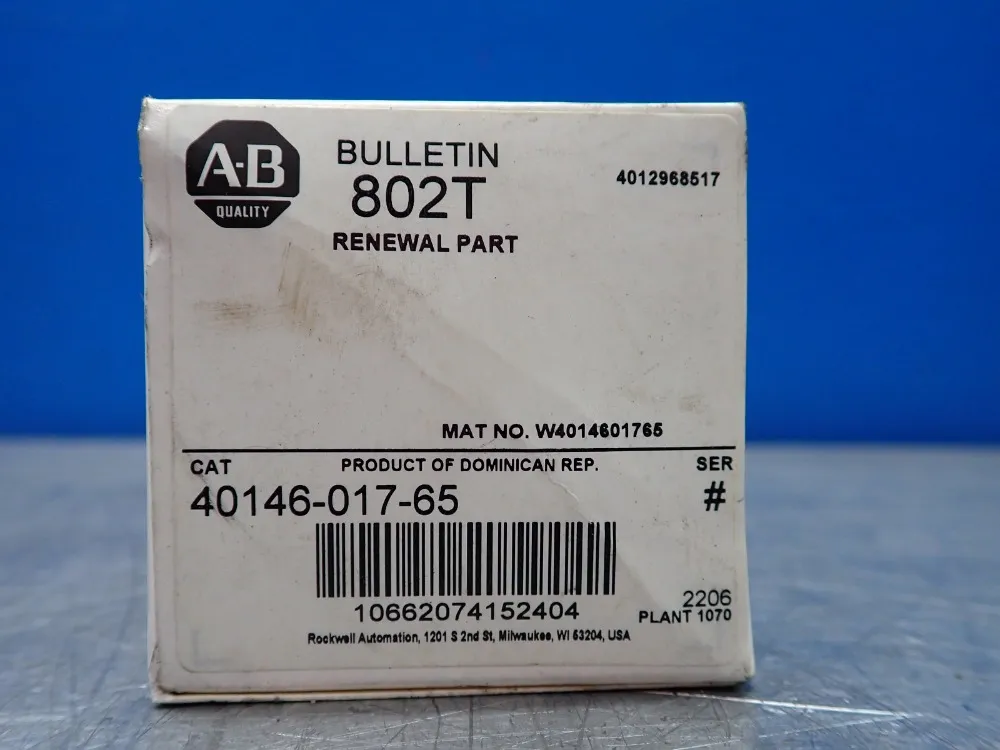 A-B
QUALITY
BULLETIN
802T
RENEWAL PART
4012968517
MAT NO. W4014601765
CAT
PRODUCT OF DOMINICAN REP.
SER
40146-017-65
#
10662074152404
2206
PLANT 1070
Rockwell Automation, 1201 S 2nd St, Milwaukee, WI 53204, USA